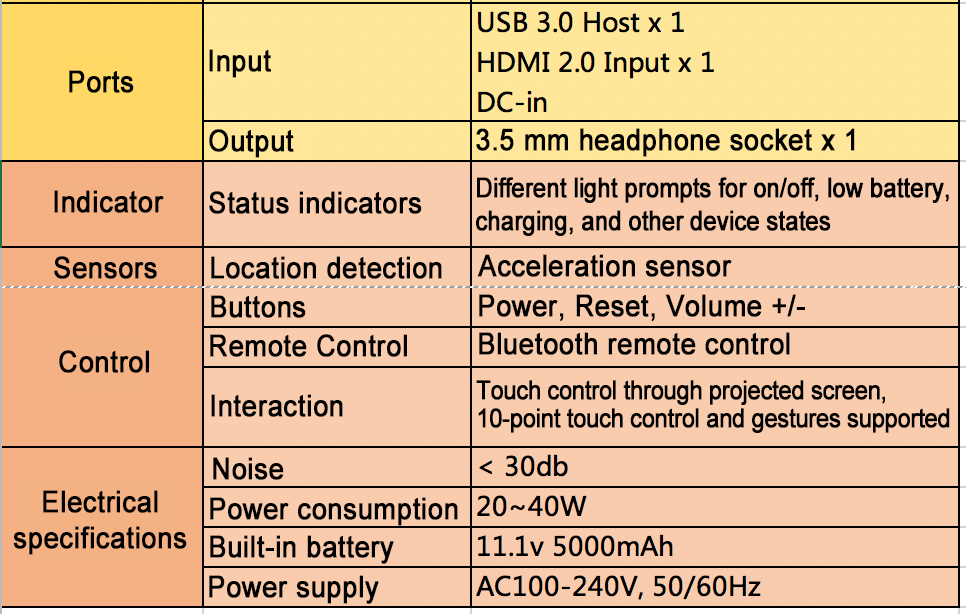 Ports
Input
USB 3.0 Host x 1
HDMI 2.0 Input x 1
DC-in
Output
3.5 mm headphone socket x 1
Indicator
Status indicators
Different light prompts for on/off, low battery,
charging, and other device states
Sensors
Location detection
Acceleration sensor
Control
Buttons
Power, Reset, Volume +/-
Remote Control
Bluetooth remote control
Interaction
Touch control through projected screen,
10-point touch control and gestures supported
Electrical
specifications
Noise
< 30db
Power consumption
20~40W
Built-in battery
11.1v 5000mAh
Power supply
AC100-240V, 50/60Hz